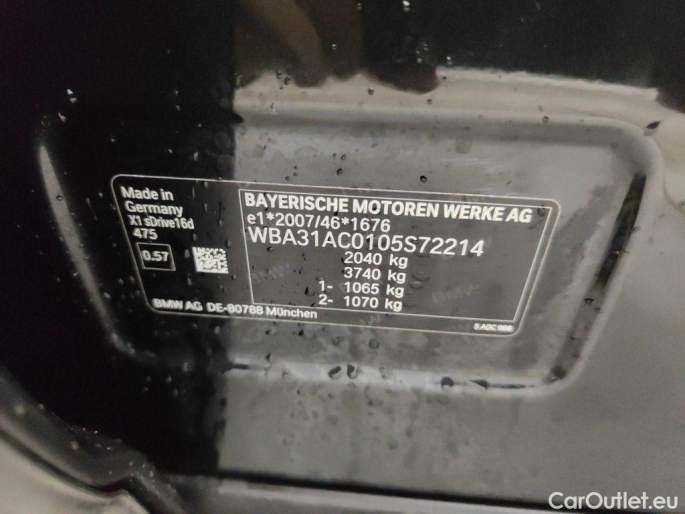 Made in
Germany
X1 sDrive16d
475
0.57
BMW AG DE-80788 München
BAYERISCHE MOTOREN WERKE AG
e1*2007/46*1676
WBA31AC0105S72214
2040 kg
3740 kg
1- 1065 kg
2- 1070 kg
CarOutlet.eu